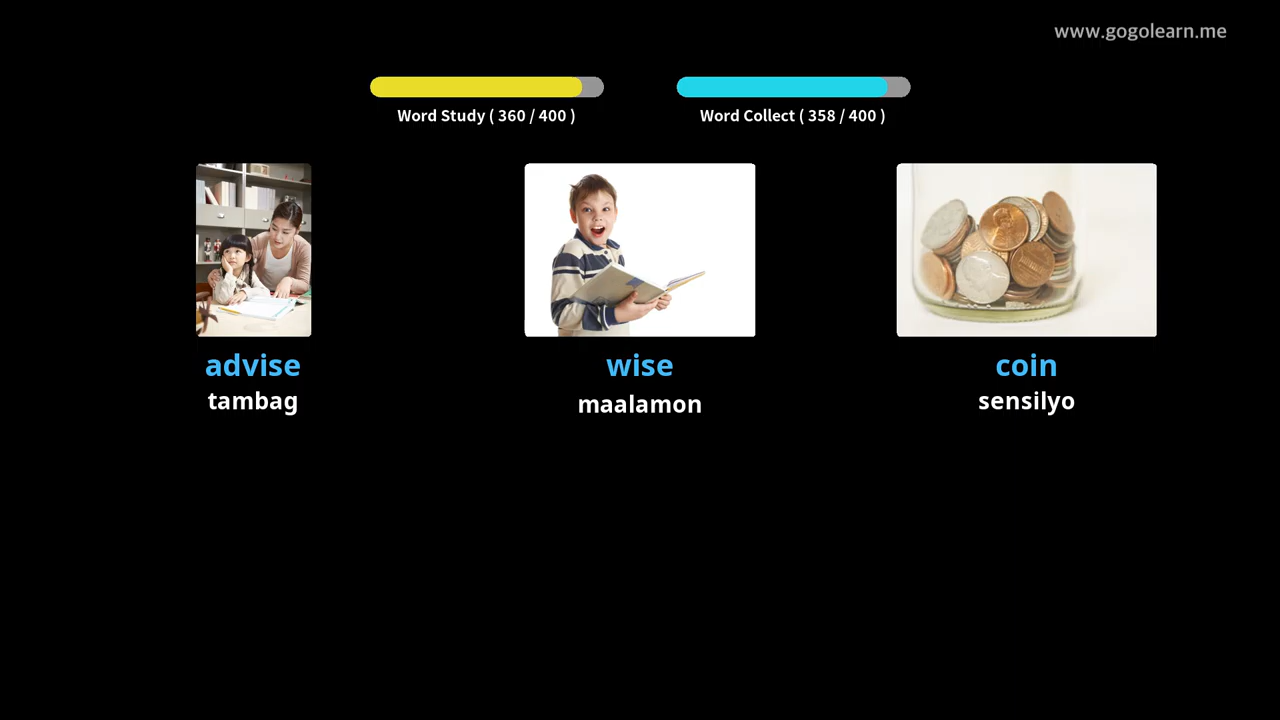 www.gogolearn.me
Word Study ( 360 / 400 )
Word Collect ( 358 / 400 )
advise
tambag
wise
maalamon
coin
sensilyo